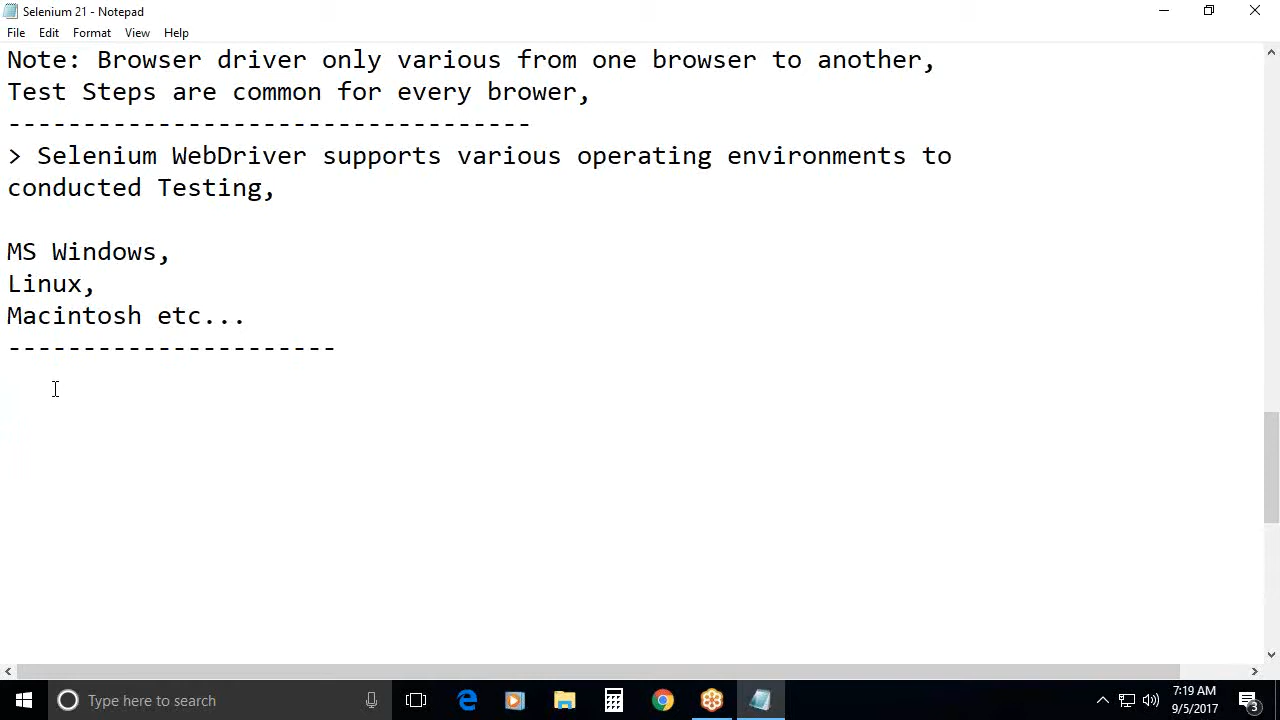 Selenium 21 - Notepad
File Edit Format View Help
Note: Browser driver only various from one browser to another,
Test Steps are common for every brower,
-----------------------------------
> Selenium WebDriver supports various operating environments to
conducted Testing,
MS Windows,
Linux,
Macintosh etc...
----------------------
Type here to search
7:19 AM
9/5/2017
3